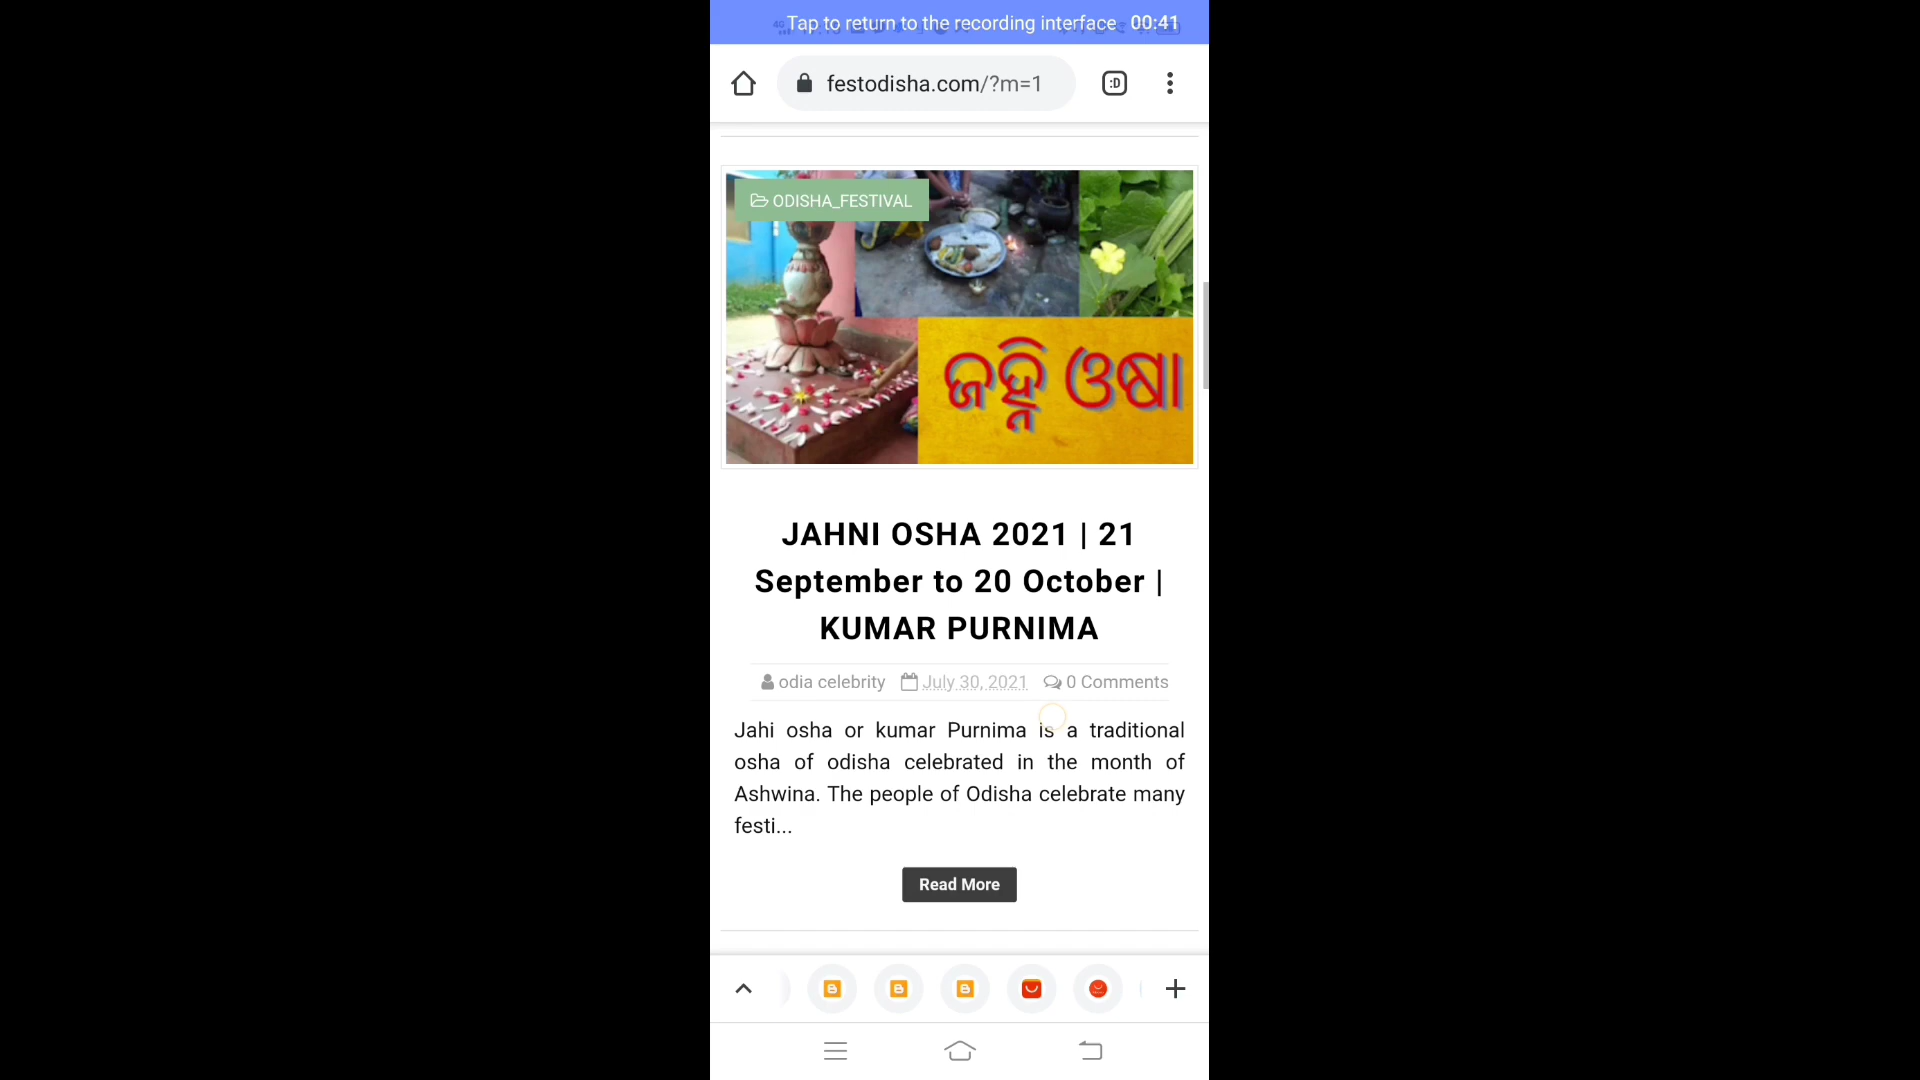 Tap to return to the recording interface 00:41
festodisha.com/?m=1
:D
ODISHA_FESTIVAL
ଜହ୍ନି ଓଷା
JAHNI OSHA 2021 | 21
September to 20 October |
KUMAR PURNIMA
odia celebrity July 30, 2021 0 Comments
Jahi osha or kumar Purnima is a traditional
osha of odisha celebrated in the month of
Ashwina. The people of Odisha celebrate many
festi...
Read More